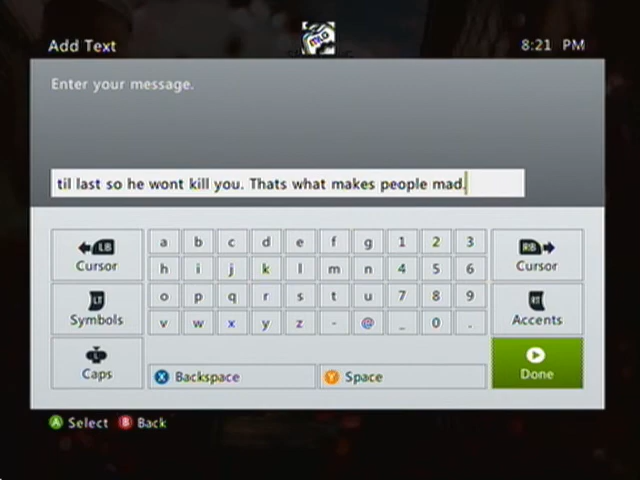 Add Text
8:21 PM
Enter your message.
til last so he wont kill you. Thats what makes people mad.
LB
Cursor
a b c d e f g 1 2 3
RB
Cursor
h i j k l m n 4 5 6
LT
Symbols
o p q r s t u 7 8 9
RT
Accents
v w x y z - @ _ 0 .
L
Caps
X Backspace
Y Space
Done
A Select B Back